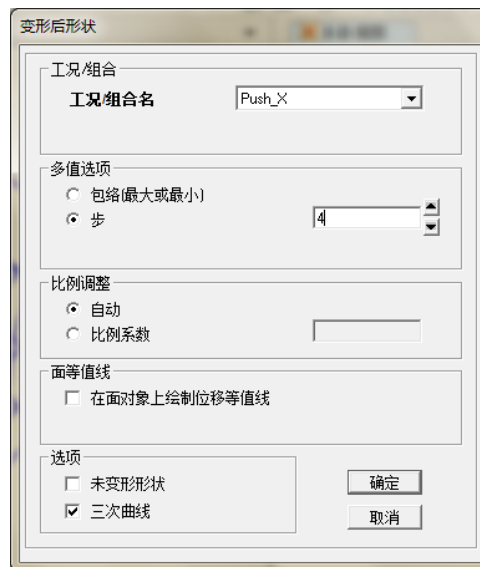 变形后形状
工况/组合
工况/组合名 Push_X
多值选项
包络(最大或最小)
步 4
比例调整
自动
比例系数
面等值线
在面对象上绘制位移等值线
选项
未变形形状
三次曲线
确定
取消